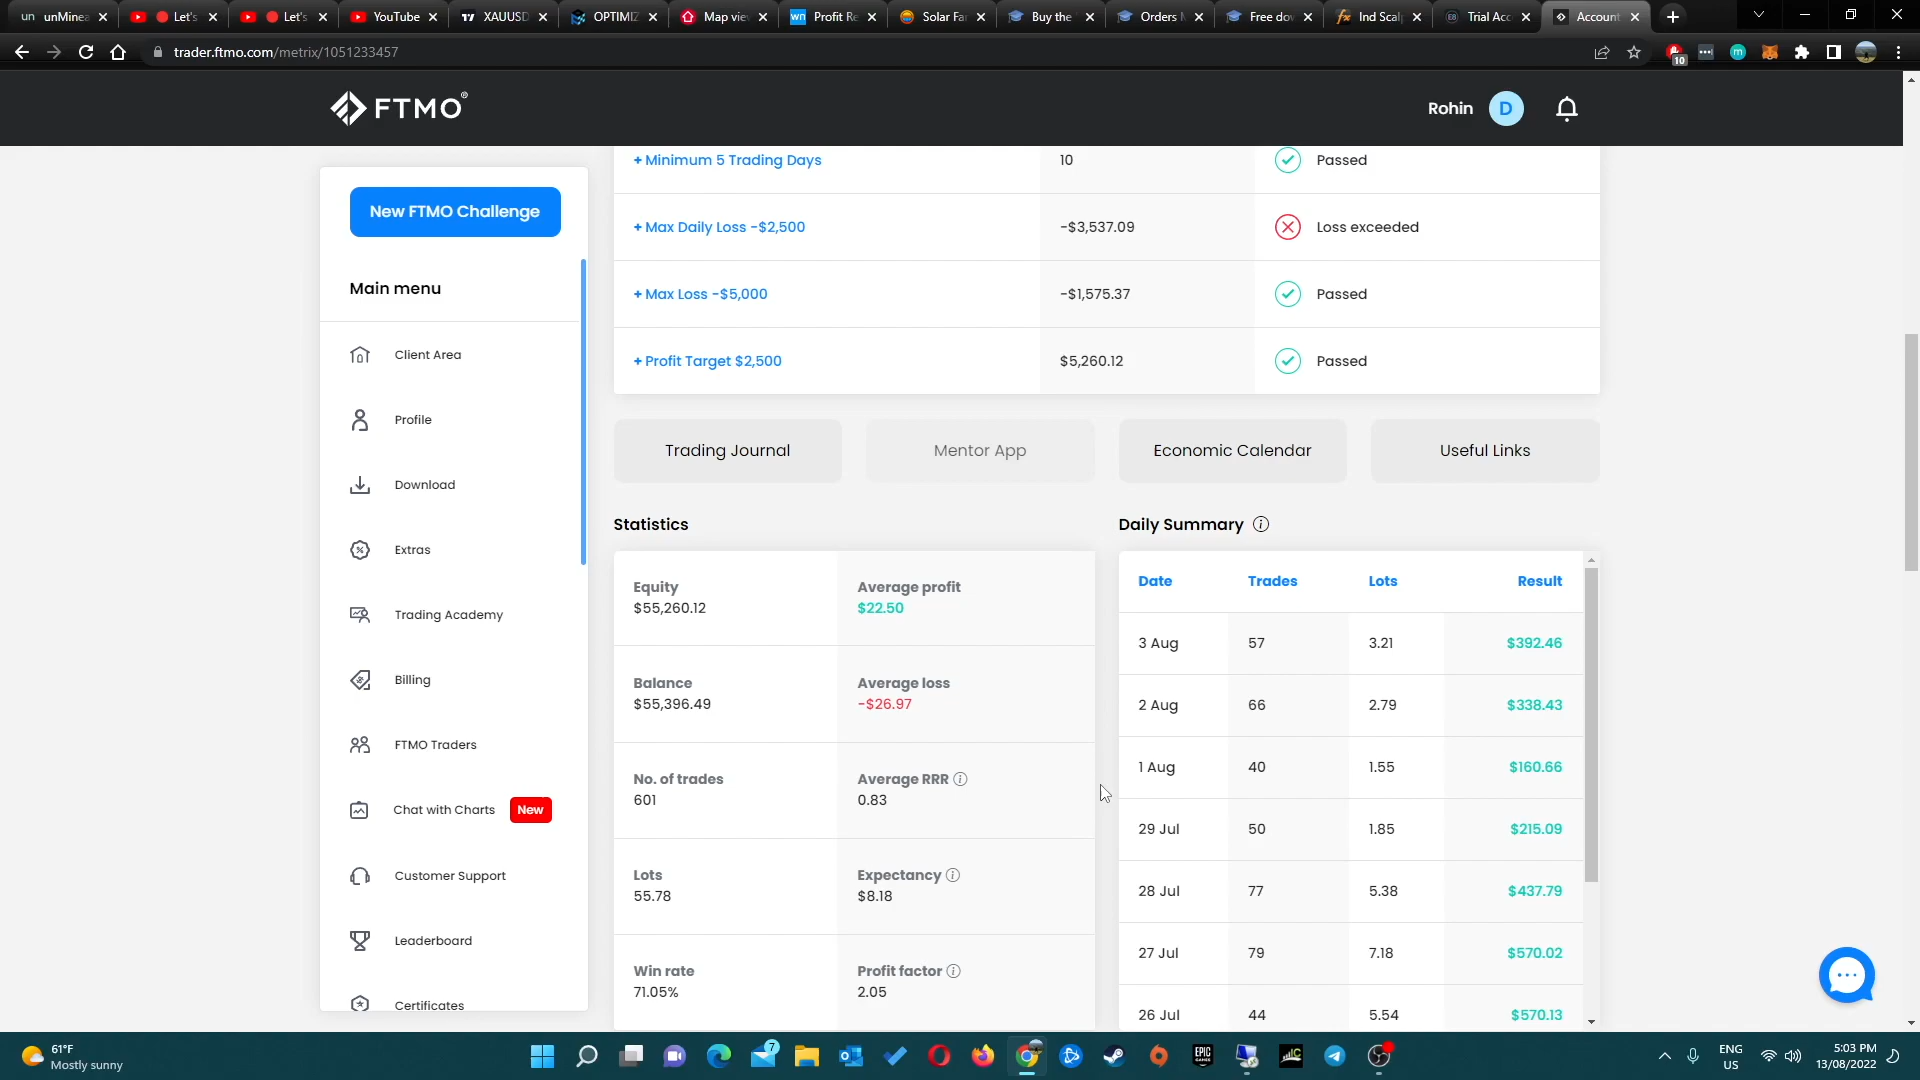 unMinea
Let's
Let's
YouTube
XAUUSD
OPTIMIZ
Map vie
Profit Re
Solar Fa
Buy the
Orders
Free do
Ind Scal
Trial Acc
Account
trader.ftmo.com/metrix/1051233457
10
FTMO®
Rohin
D
New FTMO Challenge
Main menu
Client Area
Profile
Download
Extras
Trading Academy
Billing
FTMO Traders
Chat with Charts
New
Customer Support
Leaderboard
Certificates
+ Minimum 5 Trading Days 10 Passed
+ Max Daily Loss -$2,500 -$3,537.09 Loss exceeded
+ Max Loss -$5,000 -$1,575.37 Passed
+ Profit Target $2,500 $5,260.12 Passed
Trading Journal
Mentor App
Economic Calendar
Useful Links
Statistics
Equity
$55,260.12
Average profit
$22.50
Balance
$55,396.49
Average loss
-$26.97
No. of trades
601
Average RRR
0.83
Lots
55.78
Expectancy
$8.18
Win rate
71.05%
Profit factor
2.05
Daily Summary
Date Trades Lots Result
3 Aug 57 3.21 $392.46
2 Aug 66 2.79 $338.43
1 Aug 40 1.55 $160.66
29 Jul 50 1.85 $215.09
28 Jul 77 5.38 $437.79
27 Jul 79 7.18 $570.02
26 Jul 44 5.54 $570.13
61°F
Mostly sunny
7
EPIC
GAMES
ENG
US
5:03 PM
13/08/2022